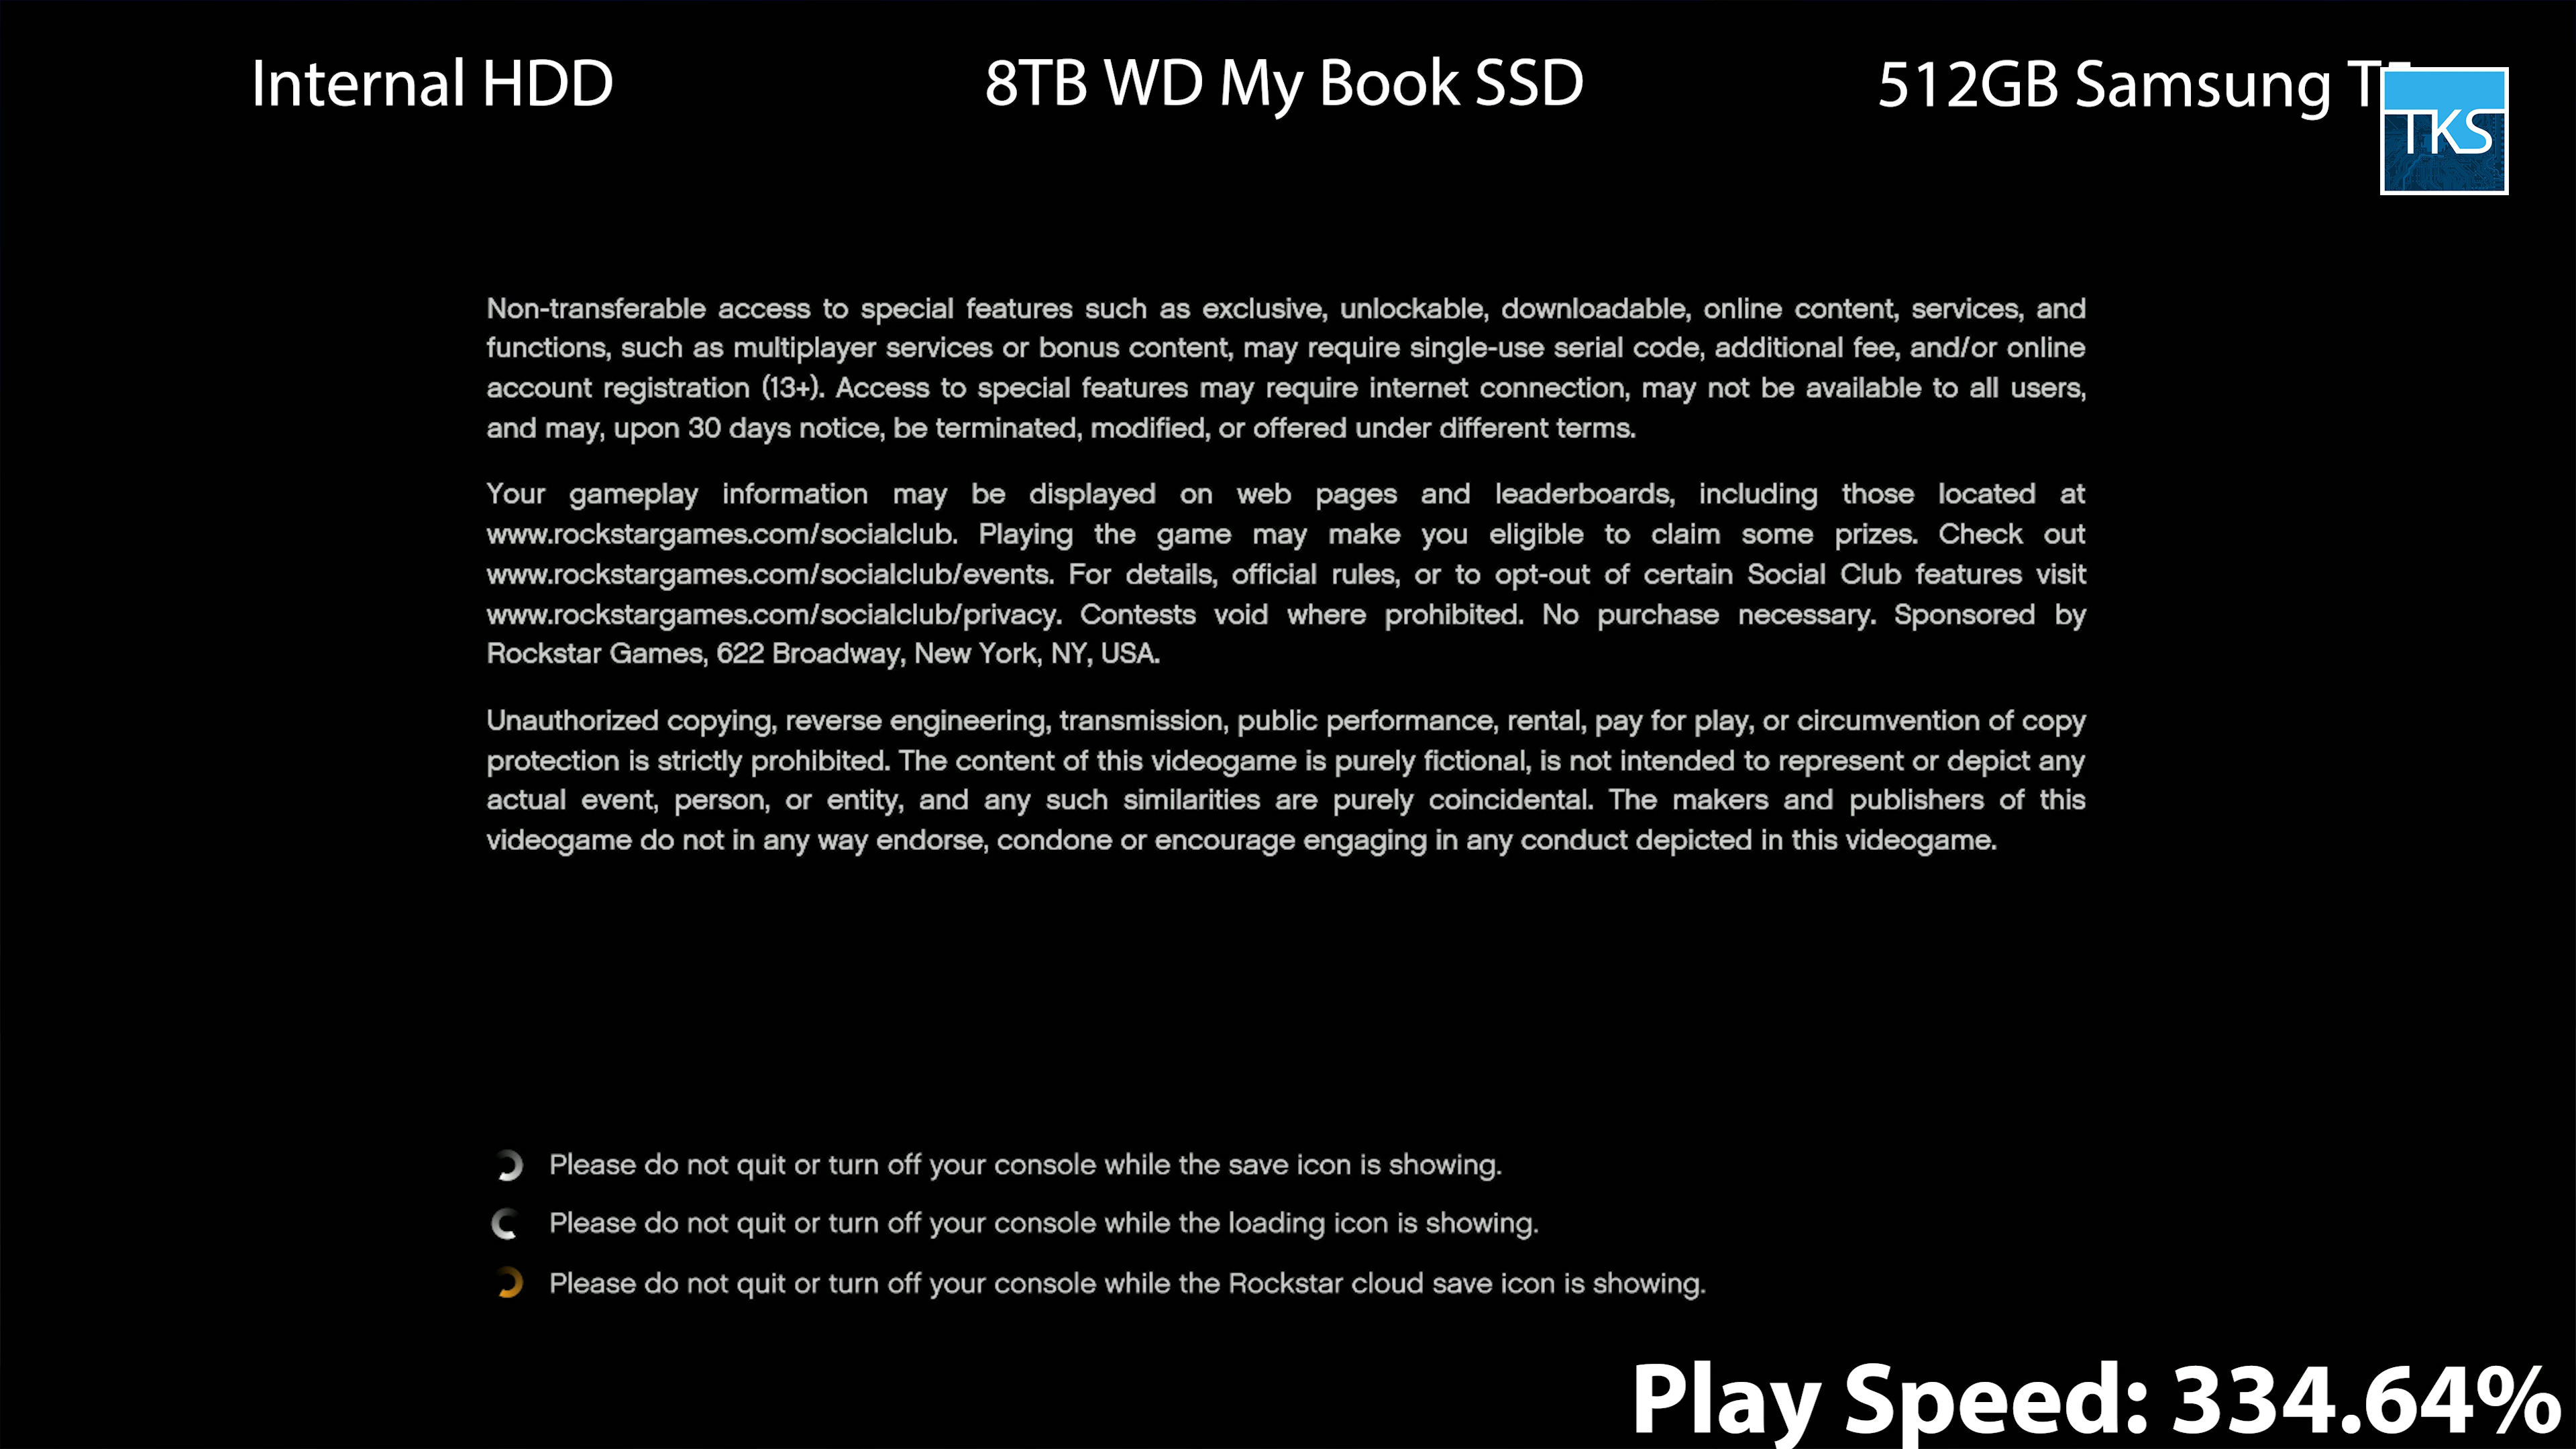 Internal HDD
8TB WD My Book SSD
512GB Samsung
TKS
Non-transferable access to special features such as exclusive, unlockable, downloadable, online content, services, and
functions, such as multiplayer services or bonus content, may require single-use serial code, additional fee, and/or online
account registration (13+). Access to special features may require internet connection, may not be available to all users,
and may, upon 30 days notice, be terminated, modified, or offered under different terms.
Your gameplay information may be displayed on web pages and leaderboards, including those located at
www.rockstargames.com/socialclub. Playing the game may make you eligible to claim some prizes. Check out
www.rockstargames.com/socialclub/events. For details, official rules, or to opt-out of certain Social Club features visit
www.rockstargames.com/socialclub/privacy. Contests void where prohibited. No purchase necessary. Sponsored by
Rockstar Games, 622 Broadway, New York, NY, USA.
Unauthorized copying, reverse engineering, transmission, public performance, rental, pay for play, or circumvention of copy
protection is strictly prohibited. The content of this videogame is purely fictional, is not intended to represent or depict any
actual event, person, or entity, and any such similarities are purely coincidental. The makers and publishers of this
videogame do not in any way endorse, condone or encourage engaging in any conduct depicted in this videogame.
Please do not quit or turn off your console while the save icon is showing.
Please do not quit or turn off your console while the loading icon is showing.
Please do not quit or turn off your console while the Rockstar cloud save icon is showing.
Play Speed: 334.64%